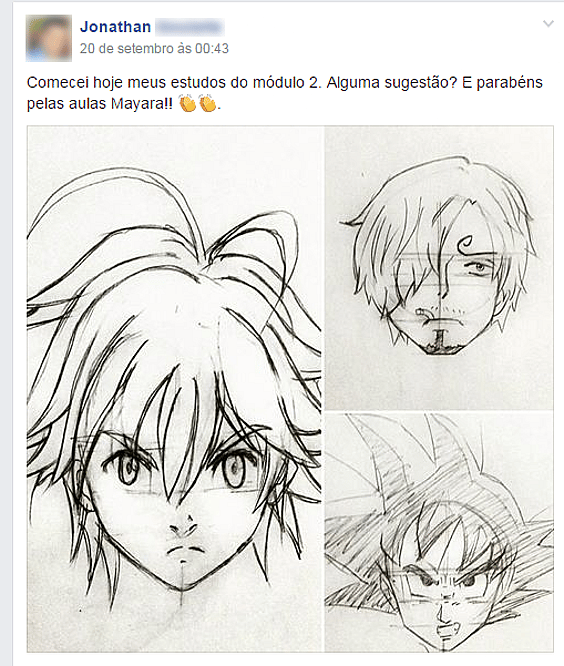 Jonathan
20 de setembro às 00:43
Comecei hoje meus estudos do módulo 2. Alguma sugestão? E parabéns
pelas aulas Mayara!! 👏👏.